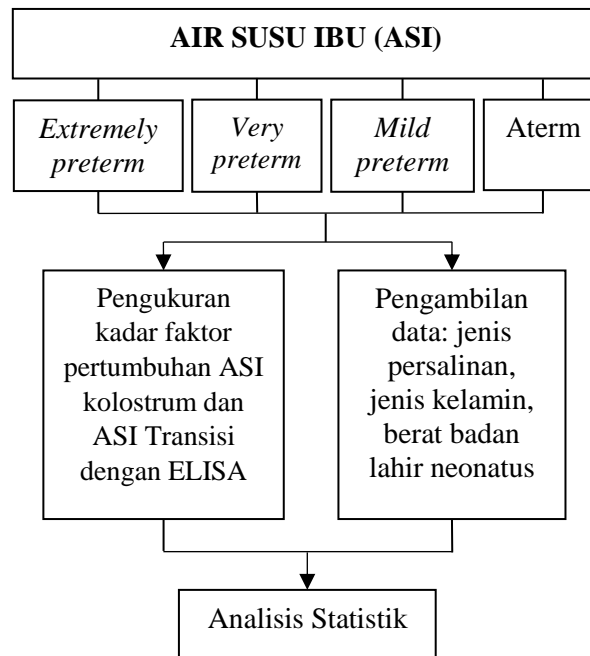 AIR SUSU IBU (ASI)
Extremely
preterm
Very
preterm
Mild
preterm
Aterm
Pengukuran
kadar faktor
pertumbuhan ASI
kolostrum dan
ASI Transisi
dengan ELISA
Pengambilan
data: jenis
persalinan,
jenis kelamin,
berat badan
lahir neonatus
Analisis Statistik